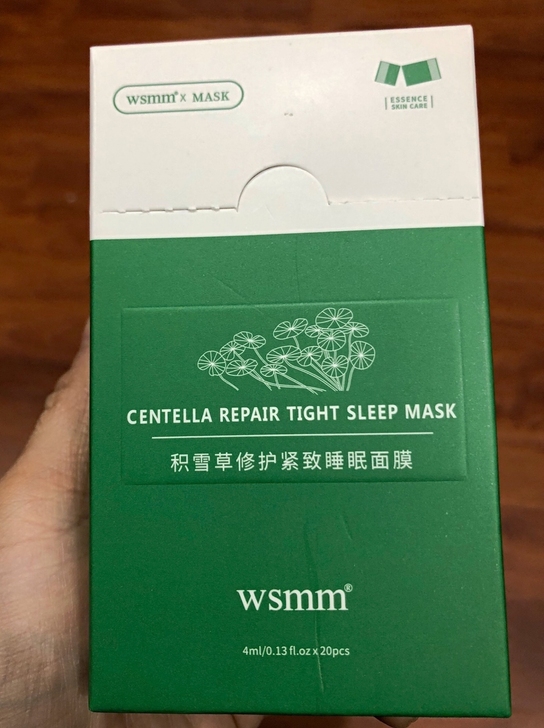 wsmm® x MASK
ESSENCE
SKIN CARE
CENTELLA REPAIR TIGHT SLEEP MASK
积雪草修护紧致睡眠面膜
wsmm®
4ml/0.13 fl.oz x 20pcs